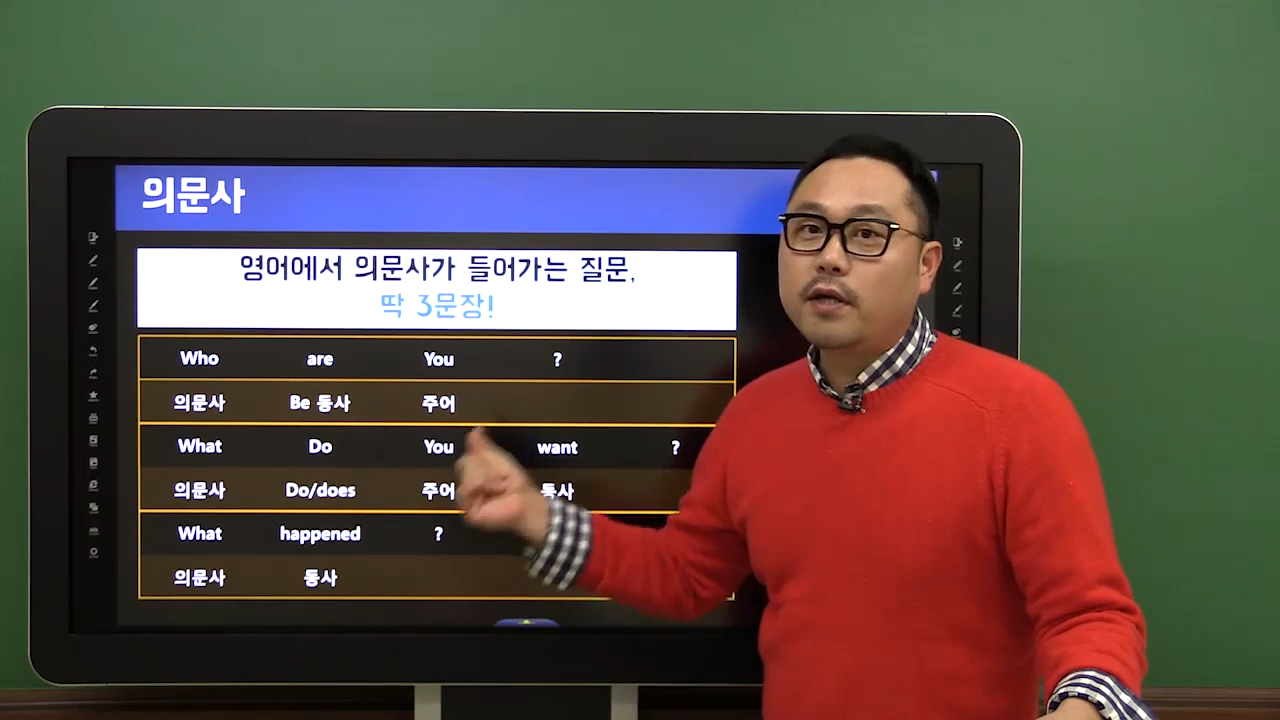 의문사
영어에서 의문사가 들어가는 질문,
딱 3문장!
Who are You ?
의문사 Be 동사 주어
What Do You want ?
의문사 Do/does 주어 동사
What happened ?
의문사 동사